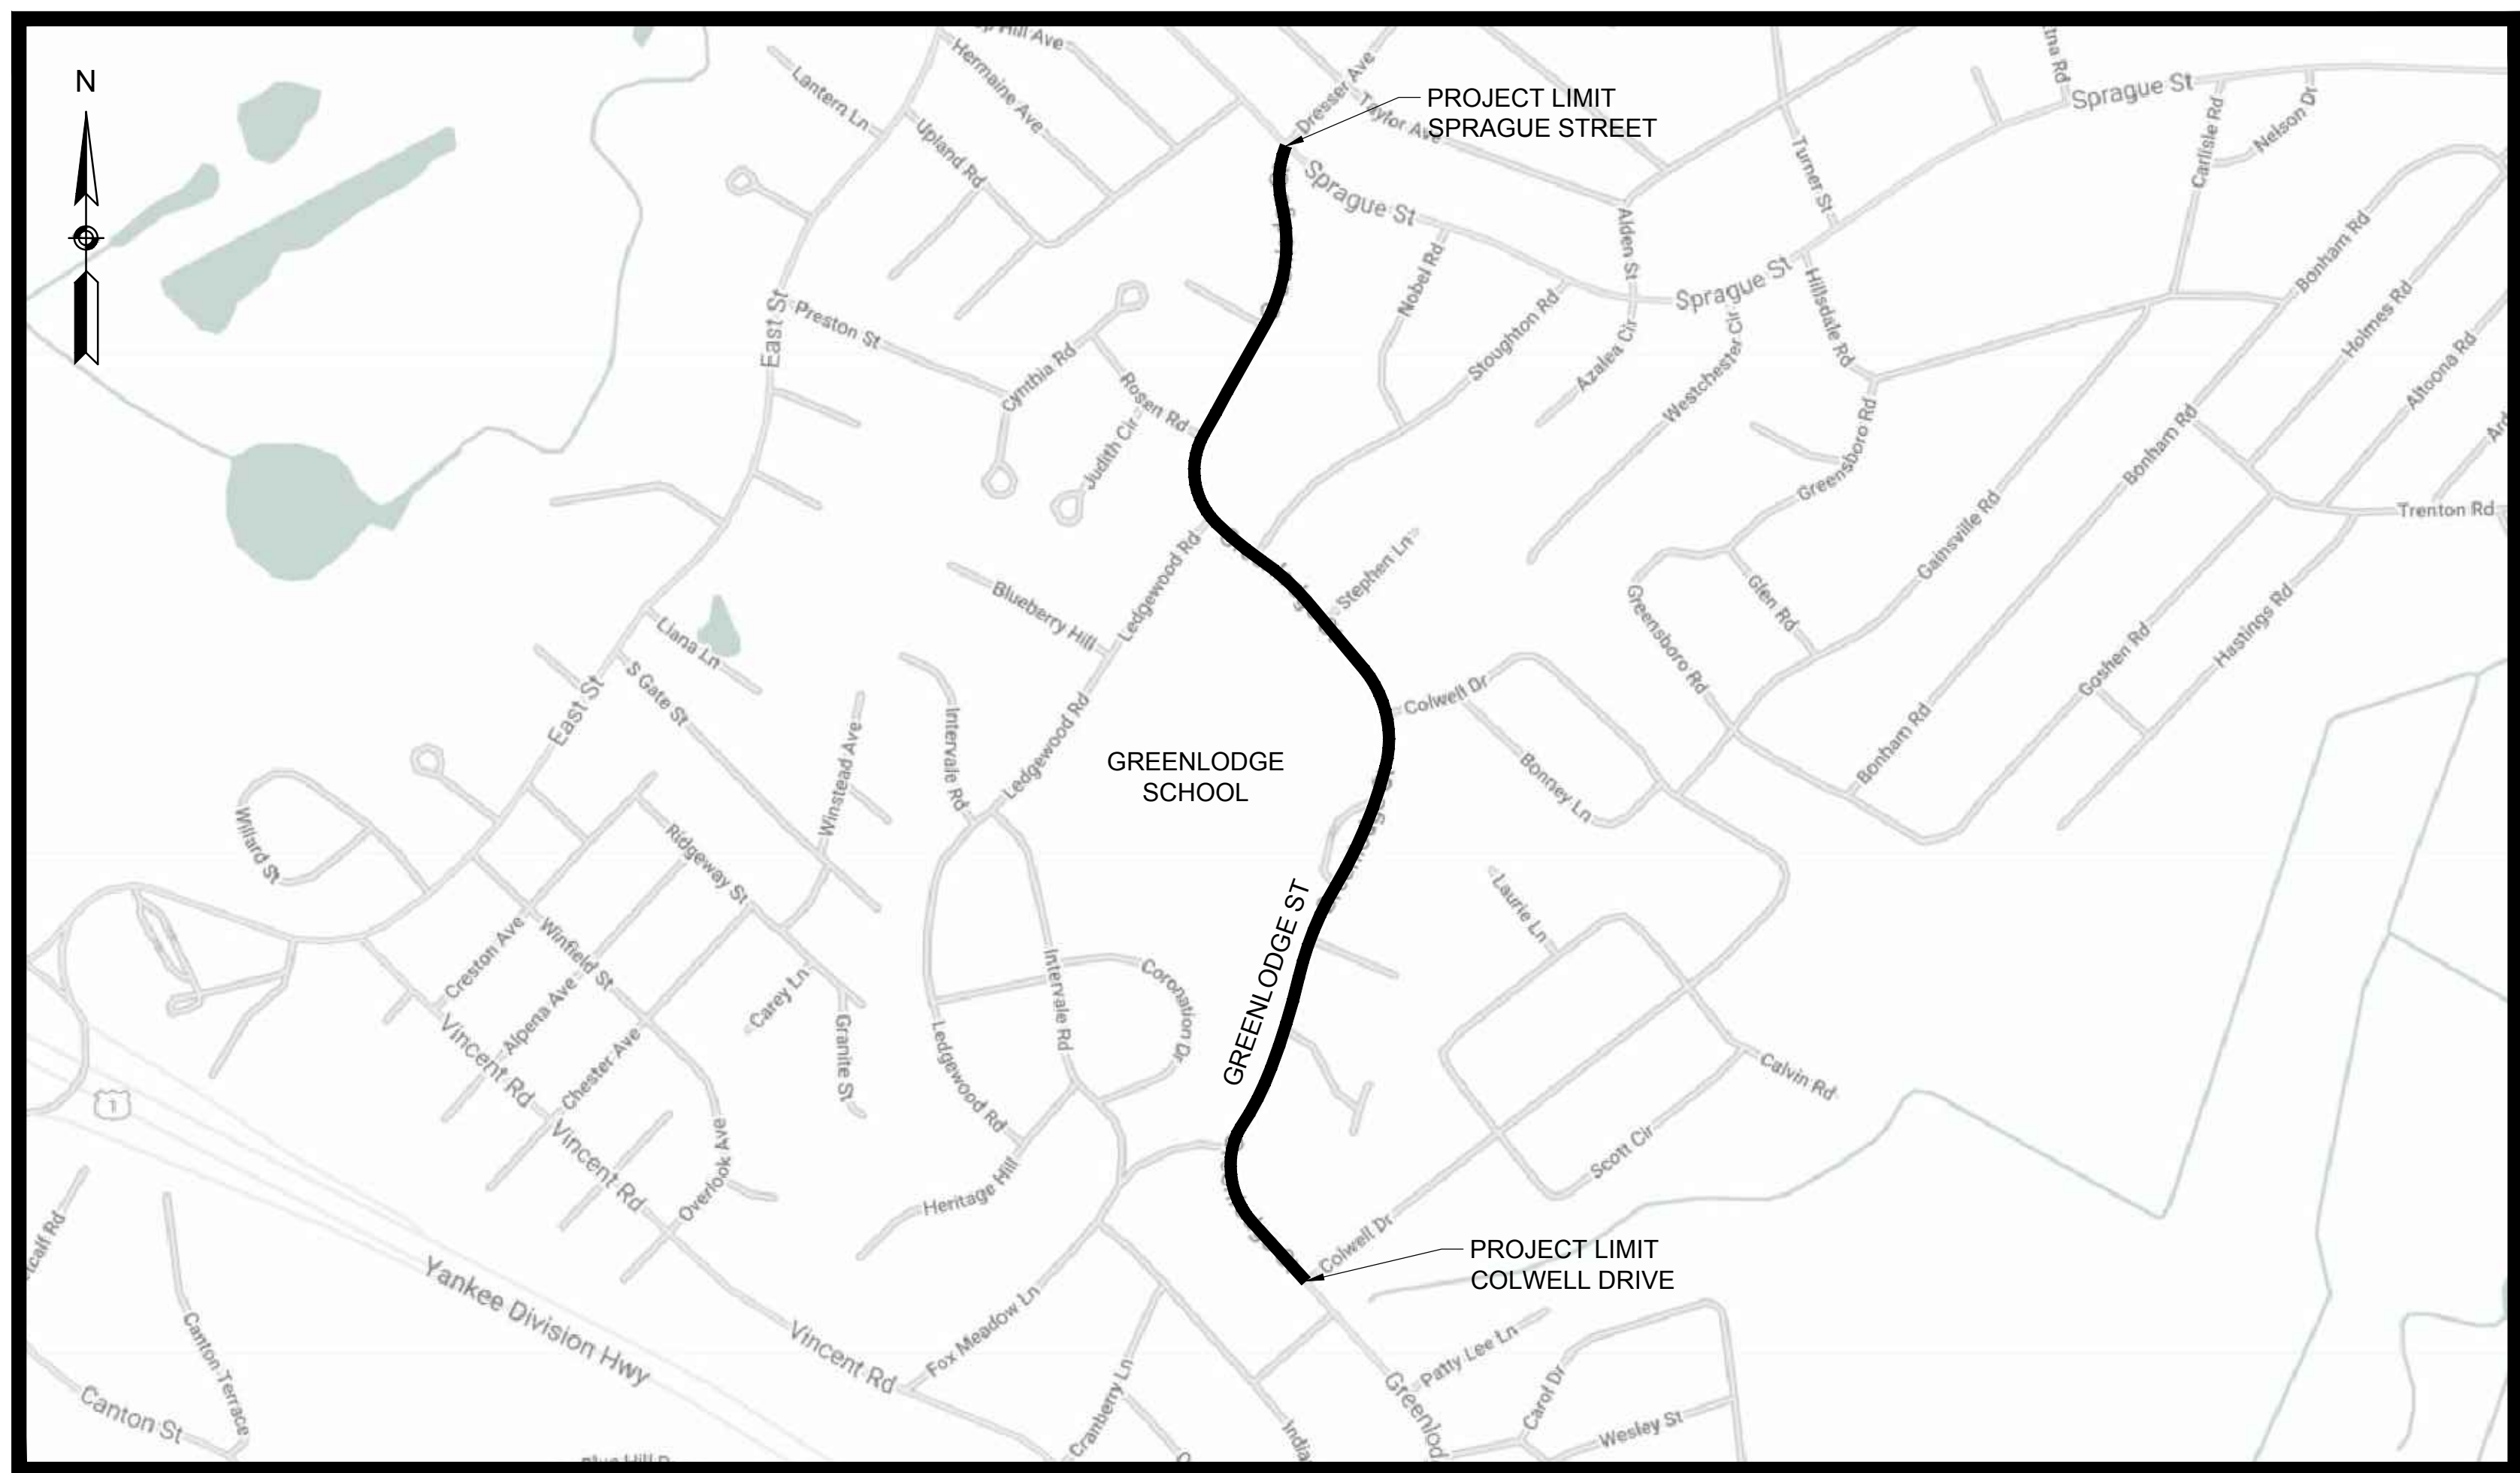 N
PROJECT LIMIT
SPRAGUE STREET
Hill Ave
Hermaine Ave
Lantern Ln
Upland Rd
Dresser Ave
Taylor Ave
Sprague St
Turner St
Sprague St
Carlisle Rd
Nelson Dr
Alden St
Nobel Rd
Stoughton Rd
Azalea Cir
Sprague St
Westchester Cir
Hillsdale Rd
Bonham Rd
Holmes Rd
Altoona Rd
East St
Preston St
Cynthia Rd
Rosen Rd
Judith Cir
Greensboro Rd
Gainsville Rd
Bonham Rd
Trenton Rd
Stephen Ln
Blueberry Hill
Ledgewood Rd
Glen Rd
Greensboro Rd
Goshen Rd
Hastings Rd
Liana Ln
S Gate St
East St
Intervale Rd
Ledgewood Rd
Winstead Ave
Colwell Dr
Bonney Ln
Bonham Rd
GREENLODGE
SCHOOL
Willard St
Ridgeway St
Laurie Ln
GREENLODGE ST
Creston Ave
Winfield St
Alpena Ave
Carey Ln
Granite St
Chester Ave
Vincent Rd
Vincent Rd
Overlook Ave
Intervale Rd
Coronation Dr
Ledgewood Rd
Heritage Hill
Calvin Rd
Scott Cir
1
Colwell Dr
PROJECT LIMIT
COLWELL DRIVE
Yankee Division Hwy
Vincent Rd
Fox Meadow Ln
Cranberry Ln
Canton Terrace
Canton St
Patty Lee Ln
Carol Dr
Wesley St
Greenlod
India